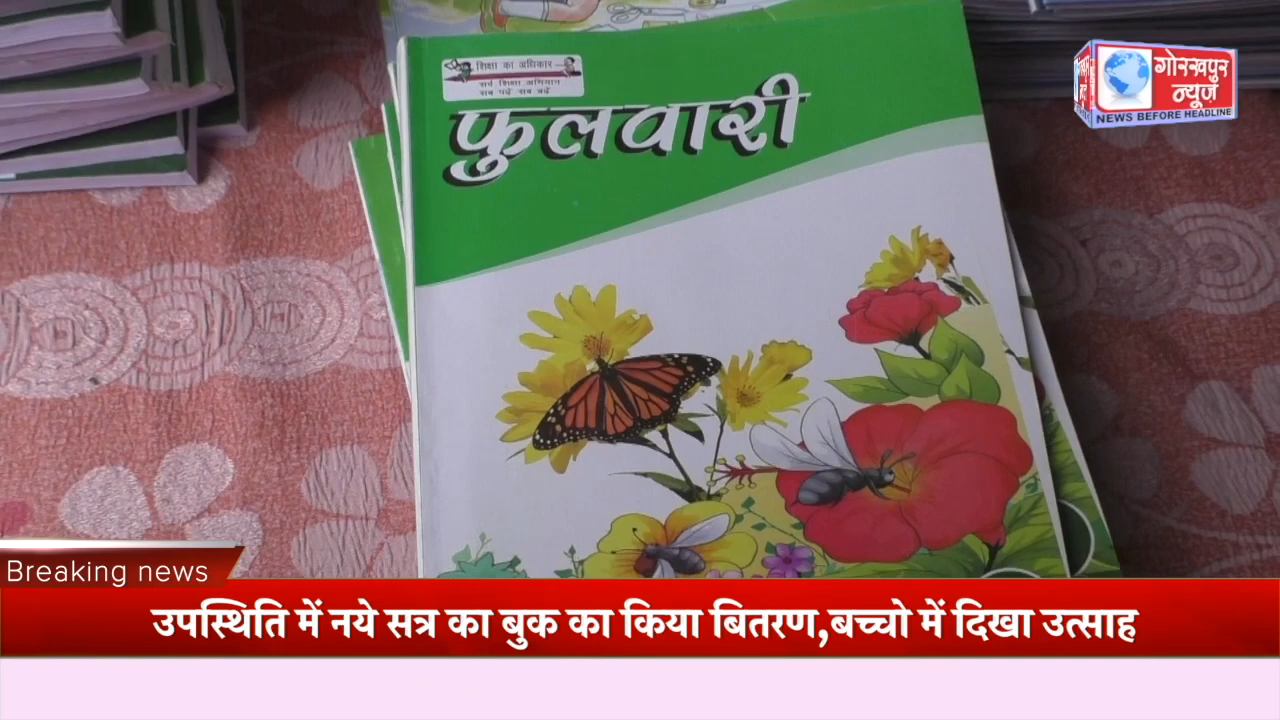 शिक्षा का अधिकार
सर्व शिक्षा अभियान
सब पढ़ें सब बढ़ें
फुलवारी
गोरखपुर
न्यूज़
NEWS BEFORE HEADLINE
Breaking news
उपस्थिति में नये सत्र का बुक का किया बितरण,बच्चो में दिखा उत्साह